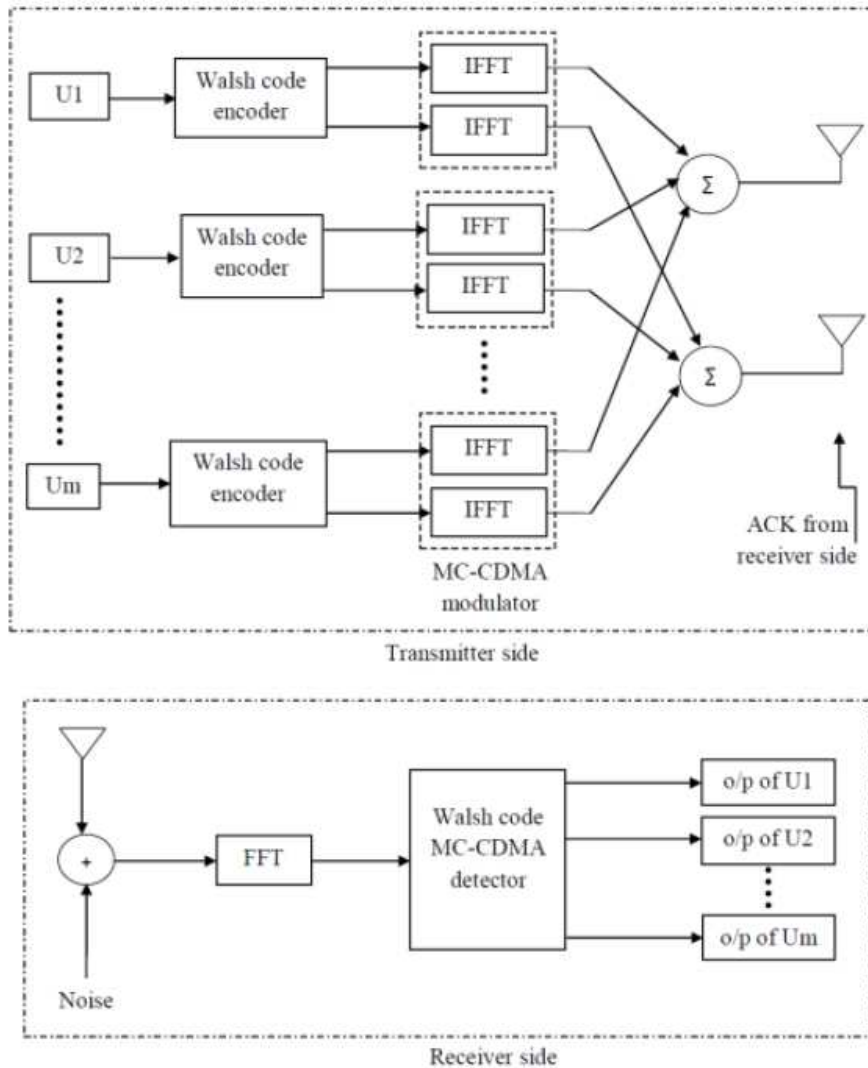 U1
Walsh code
encoder
IFFT
IFFT
Σ
U2
Walsh code
encoder
IFFT
IFFT
Σ
Um
Walsh code
encoder
IFFT
IFFT
MC-CDMA
modulator
ACK from
receiver side
Transmitter side
+
Noise
FFT
Walsh code
MC-CDMA
detector
o/p of U1
o/p of U2
o/p of Um
Receiver side